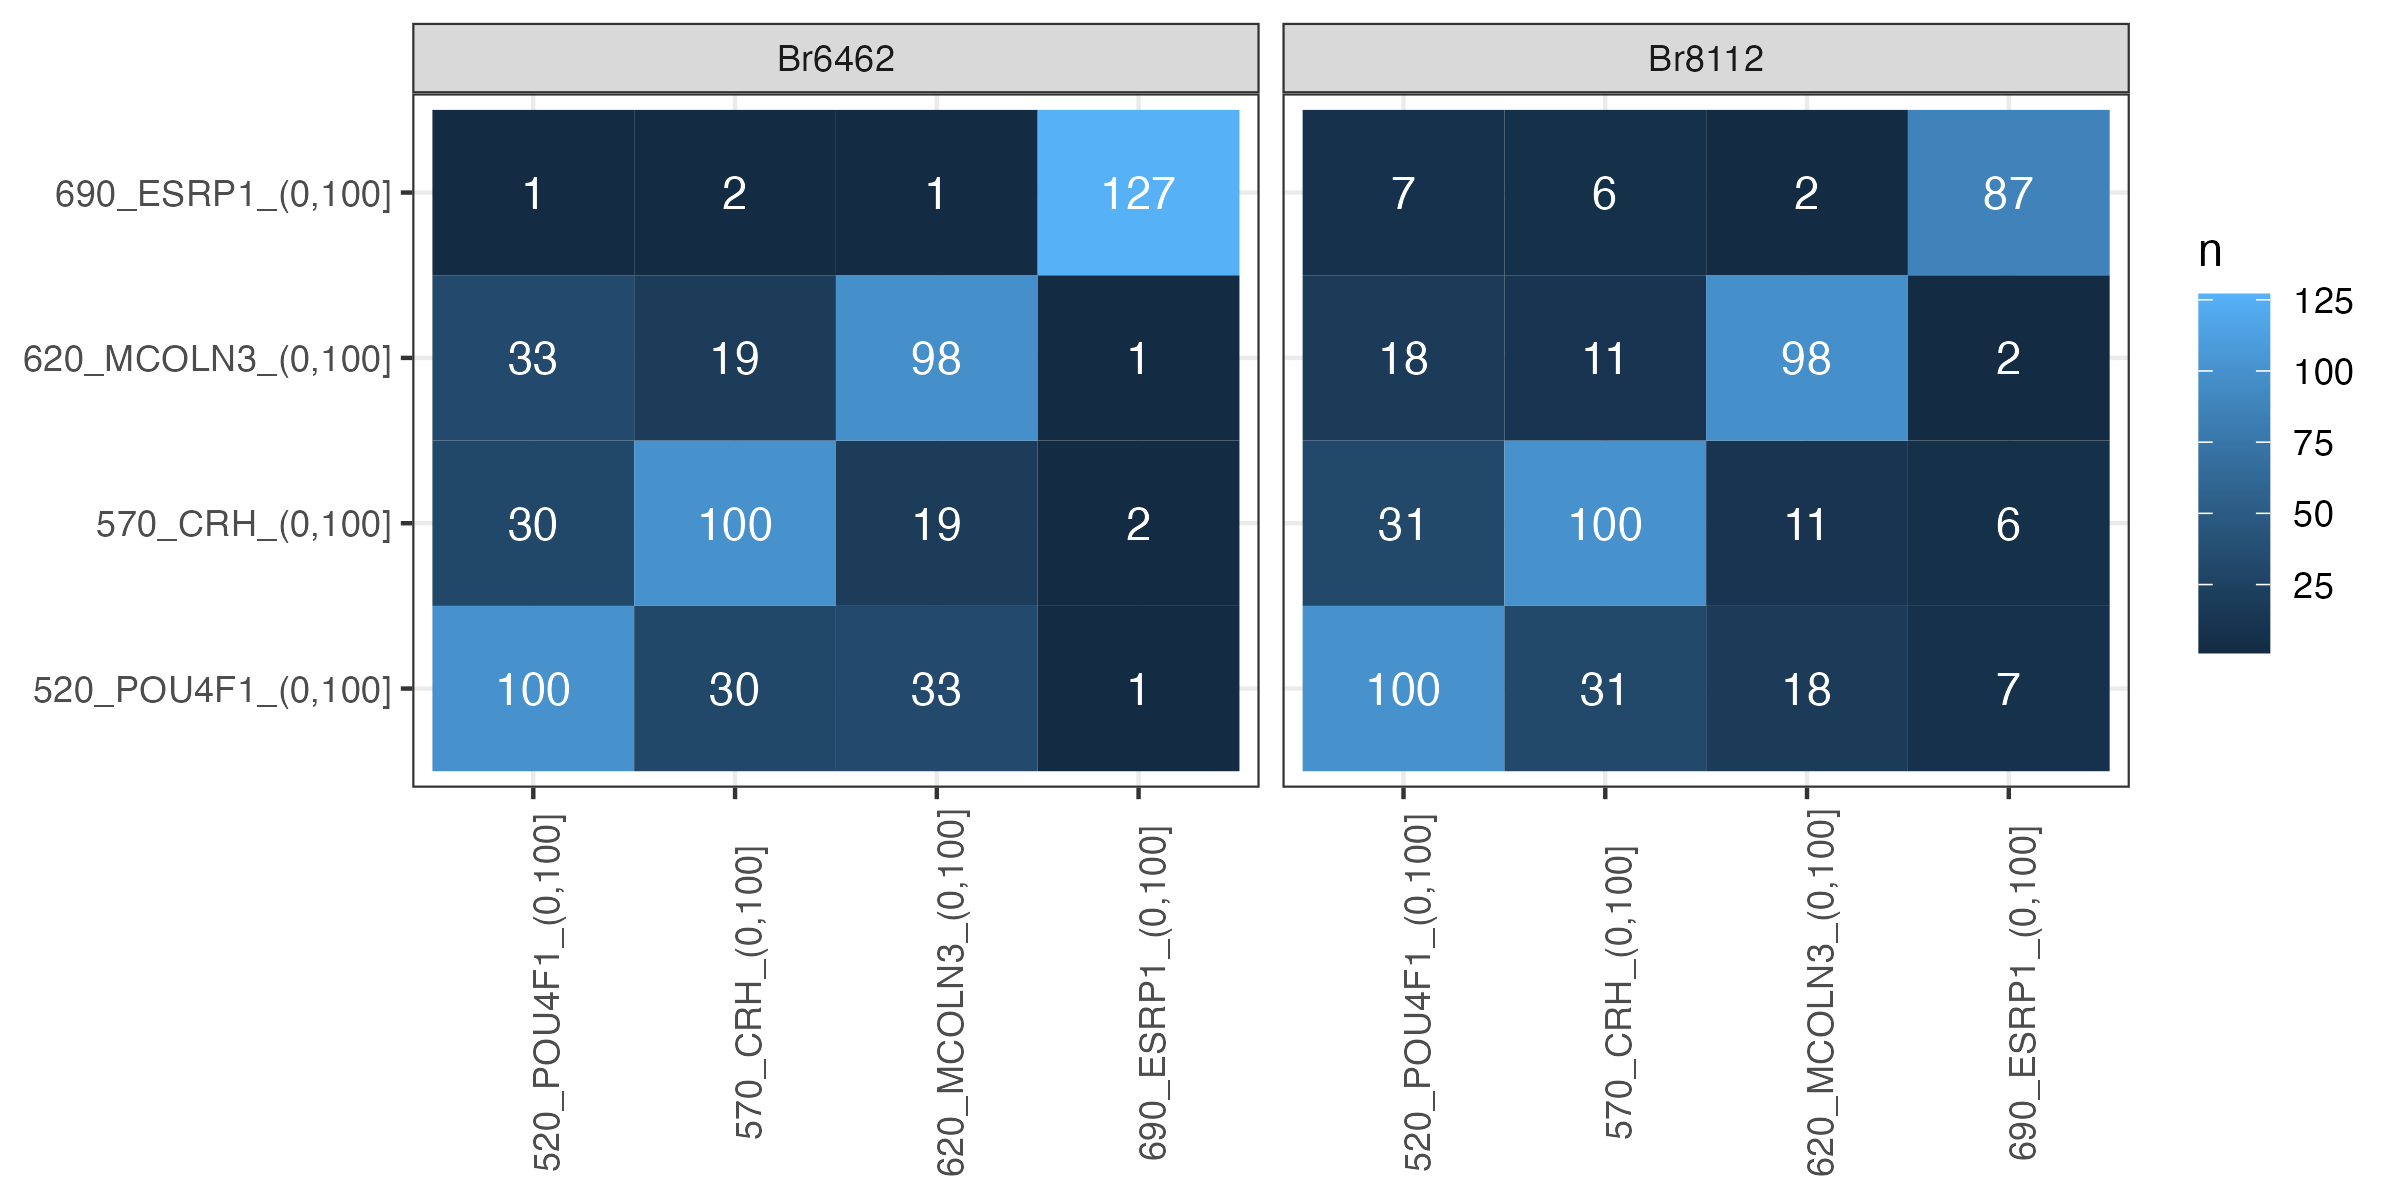 Br6462 Br8112
690_ESRP1_(0,100] 1 2 1 127 7 6 2 87
620_MCOLN3_(0,100] 33 19 98 1 18 11 98 2
570_CRH_(0,100] 30 100 19 2 31 100 11 6
520_POU4F1_(0,100] 100 30 33 1 100 31 18 7
520_POU4F1_(0,100]
570_CRH_(0,100]
620_MCOLN3_(0,100]
690_ESRP1_(0,100]
520_POU4F1_(0,100]
570_CRH_(0,100]
620_MCOLN3_(0,100]
690_ESRP1_(0,100]
n
125
100
75
50
25